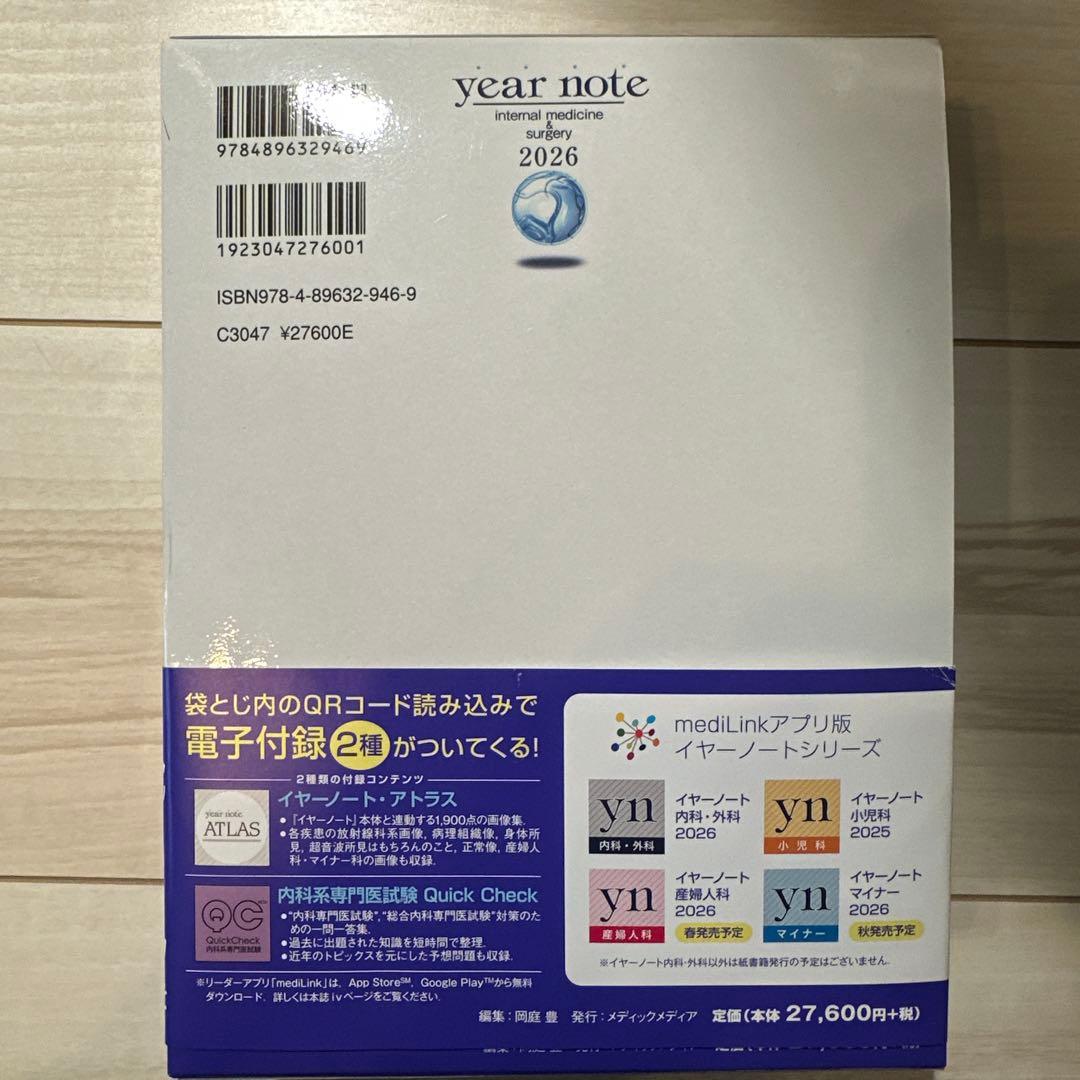 9784896329469
1923047276001
ISBN978-4-89632-946-9
C3047 ¥27600E
year note
internal medicine
&
surgery
2026
袋とじ内のQRコード読み込みで
電子付録2種がついてくる!
2種類の付録コンテンツ
year note
ATLAS
イヤーノート・アトラス
●『イヤーノート』本体と連動する1,900点の画像集.
●各疾患の放射線科系画像, 病理組織像, 身体所
見, 超音波所見はもちろんのこと, 正常像, 産婦人
科・マイナー科の画像も収録.
QC
QuickCheck
内科系専門医試験
内科系専門医試験 Quick Check
●"内科専門医試験", "総合内科専門医試験"対策のた
めの一問一答集.
●過去に出題された知識を短時間で整理.
●近年のトピックスを元にした予想問題も収録.
※リーダーアプリ「mediLink」は, App Store℠, Google Play™から無料
ダウンロード. 詳しくは本誌ivページをご覧ください.
mediLinkアプリ版
イヤーノートシリーズ
yn
内科・外科
イヤーノート
内科・外科
2026
yn
小児科
イヤーノート
小児科
2025
yn
産婦人科
イヤーノート
産婦人科
2026
春発売予定
yn
マイナー
イヤーノート
マイナー
2026
秋発売予定
※イヤーノート内科・外科以外は紙書籍発行の予定はございません.
編集:岡庭 豊 発行:メディックメディア 定価(本体 27,600円+税)